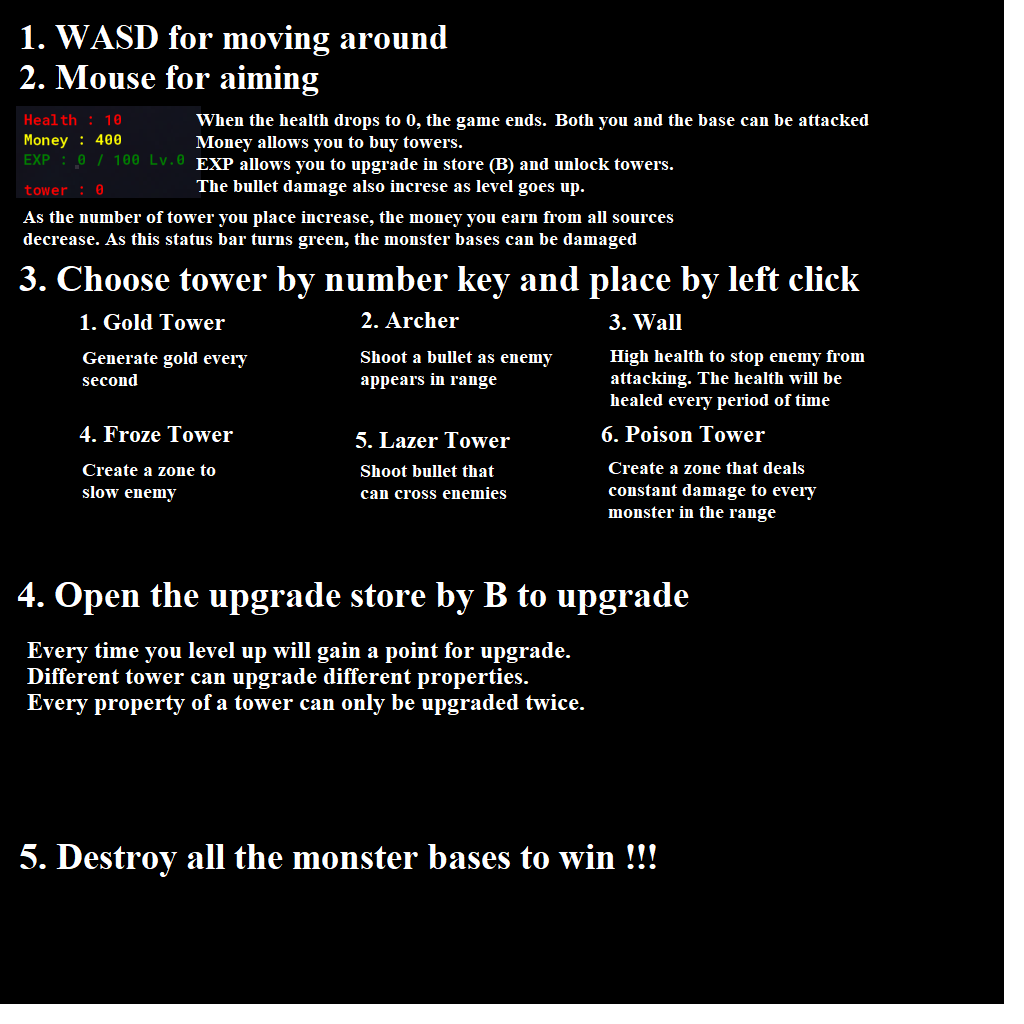 1. WASD for moving around
2. Mouse for aiming
Health : 10
Money : 400
EXP : 0 / 100 Lv.0
tower : 0
When the health drops to 0, the game ends. Both you and the base can be attacked
Money allows you to buy towers.
EXP allows you to upgrade in store (B) and unlock towers.
The bullet damage also increse as level goes up.
As the number of tower you place increase, the money you earn from all sources
decrease. As this status bar turns green, the monster bases can be damaged
3. Choose tower by number key and place by left click
1. Gold Tower
Generate gold every
second
2. Archer
Shoot a bullet as enemy
appears in range
3. Wall
High health to stop enemy from
attacking. The health will be
healed every period of time
4. Froze Tower
Create a zone to
slow enemy
5. Lazer Tower
Shoot bullet that
can cross enemies
6. Poison Tower
Create a zone that deals
constant damage to every
monster in the range
4. Open the upgrade store by B to upgrade
Every time you level up will gain a point for upgrade.
Different tower can upgrade different properties.
Every property of a tower can only be upgraded twice.
5. Destroy all the monster bases to win !!!